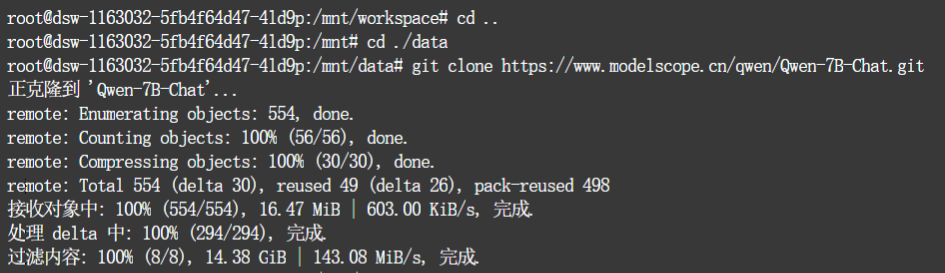 root@dsw-1163032-5fb4f64d47-4ld9p:/mnt/workspace# cd ..
root@dsw-1163032-5fb4f64d47-4ld9p:/mnt# cd ./data
root@dsw-1163032-5fb4f64d47-4ld9p:/mnt/data# git clone https://www.modelscope.cn/qwen/Qwen-7B-Chat.git
正克隆到 'Qwen-7B-Chat'...
remote: Enumerating objects: 554, done.
remote: Counting objects: 100% (56/56), done.
remote: Compressing objects: 100% (30/30), done.
remote: Total 554 (delta 30), reused 49 (delta 26), pack-reused 498
接收对象中: 100% (554/554), 16.47 MiB | 603.00 KiB/s, 完成.
处理 delta 中: 100% (294/294), 完成.
过滤内容: 100% (8/8), 14.38 GiB | 143.08 MiB/s, 完成.